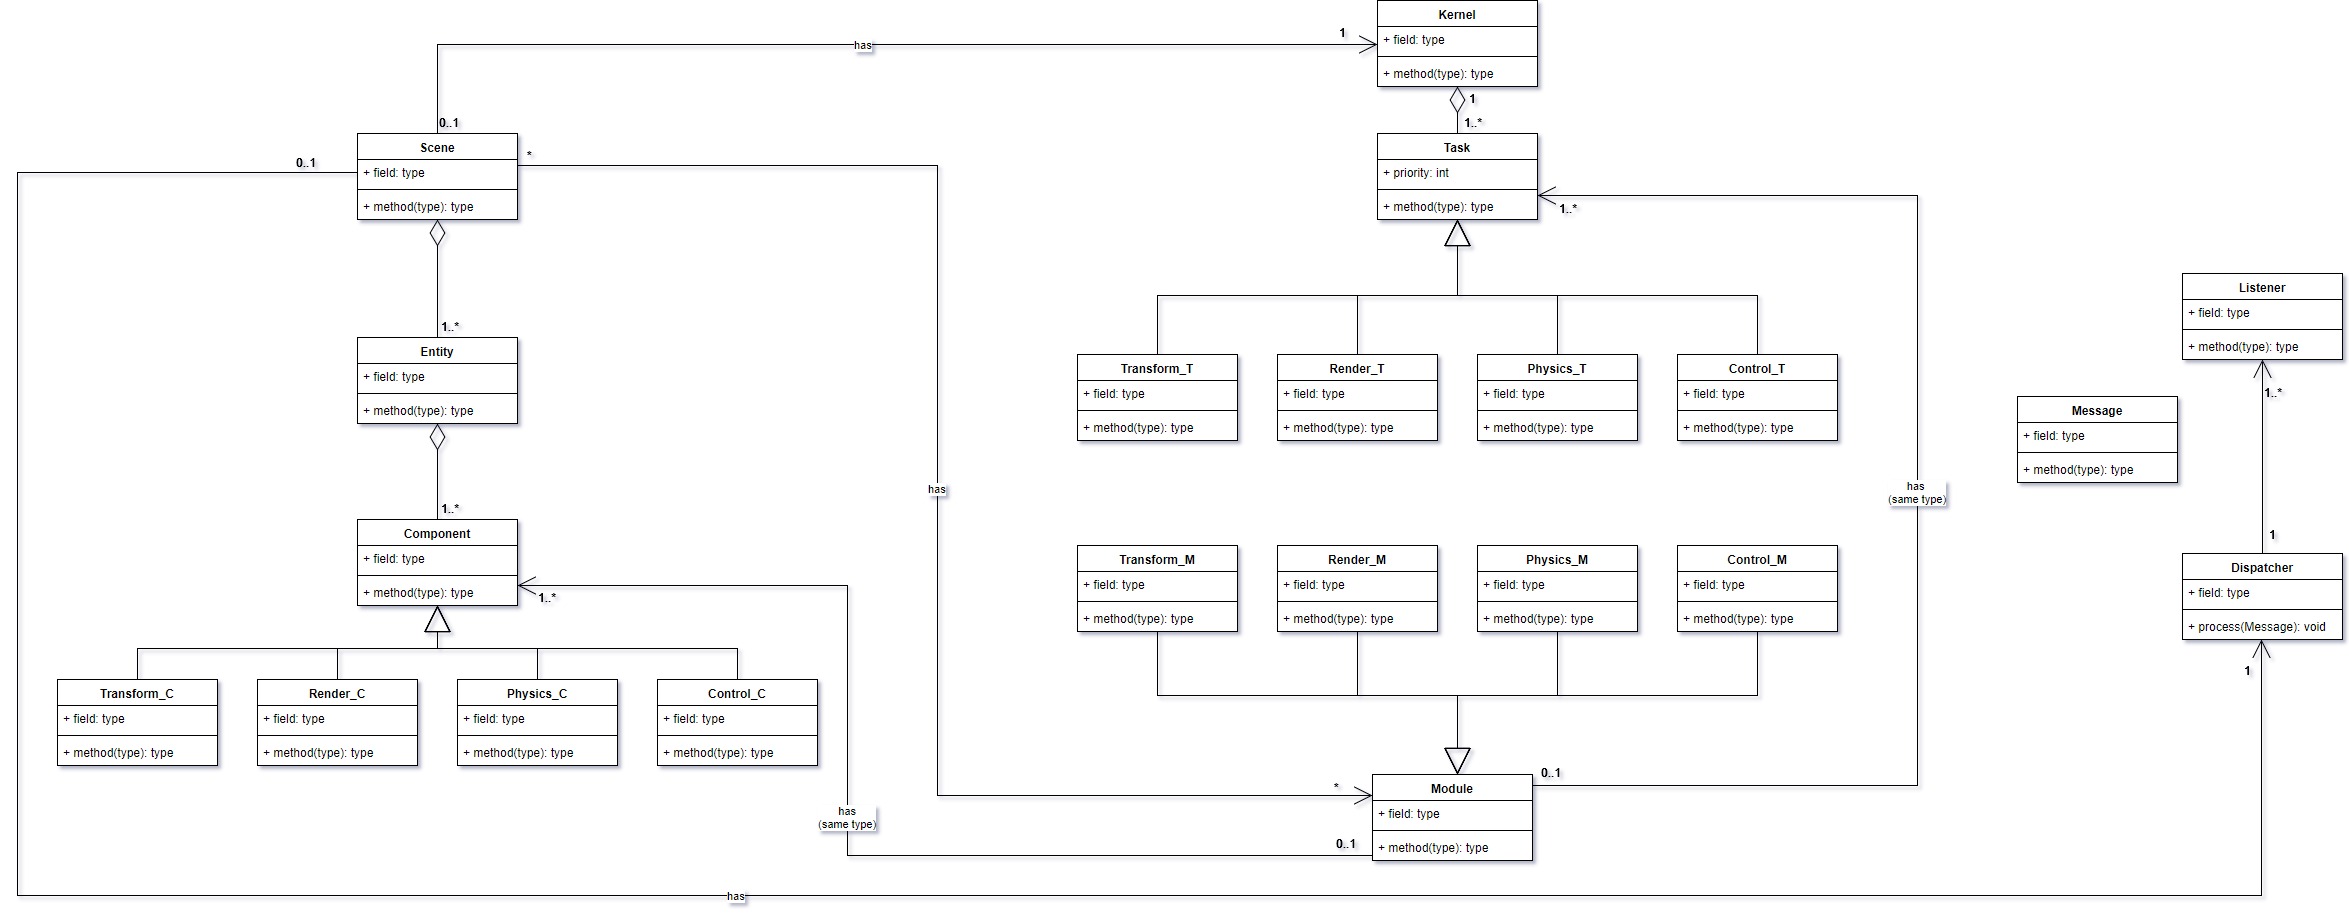 Kernel
+ field: type
+ method(type): type
has
1
1
1..*
0..1
Scene
+ field: type
+ method(type): type
0..1
*
Task
+ priority: int
+ method(type): type
1..*
Listener
+ field: type
+ method(type): type
1..*
1..*
Entity
+ field: type
+ method(type): type
Transform_T
+ field: type
+ method(type): type
Render_T
+ field: type
+ method(type): type
Physics_T
+ field: type
+ method(type): type
Control_T
+ field: type
+ method(type): type
Message
+ field: type
+ method(type): type
has
has
(same type)
1..*
Component
+ field: type
+ method(type): type
1..*
Transform_M
+ field: type
+ method(type): type
Render_M
+ field: type
+ method(type): type
Physics_M
+ field: type
+ method(type): type
Control_M
+ field: type
+ method(type): type
1
Dispatcher
+ field: type
+ process(Message): void
1
Transform_C
+ field: type
+ method(type): type
Render_C
+ field: type
+ method(type): type
Physics_C
+ field: type
+ method(type): type
Control_C
+ field: type
+ method(type): type
has
(same type)
*
0..1
Module
+ field: type
+ method(type): type
0..1
has